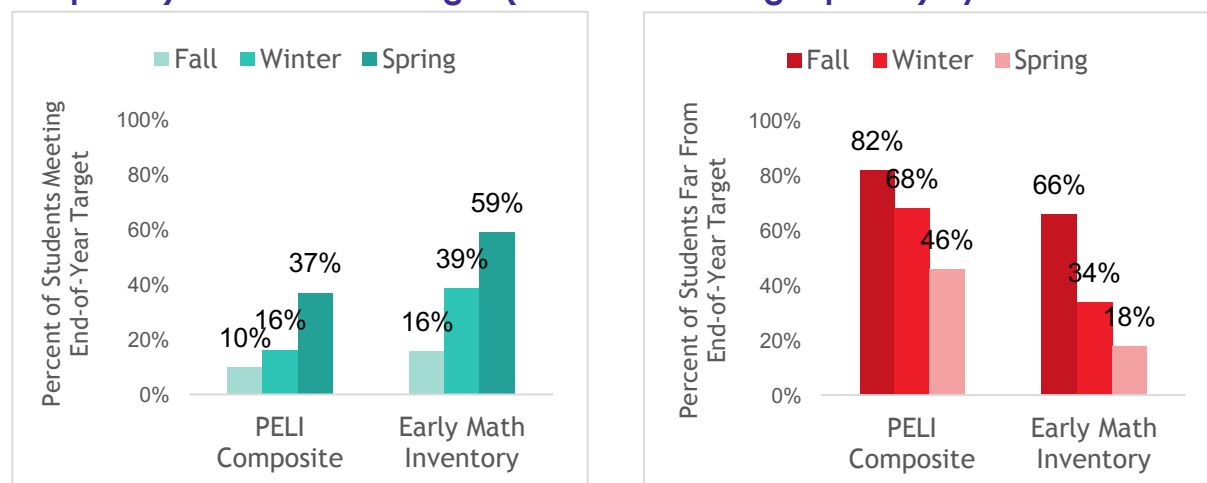 Fall Winter Spring
Percent of Students Meeting
End-of-Year Target
100%
80%
60%
40%
20%
0%
10%
16%
37%
16%
39%
59%
PELI
Composite
Early Math
Inventory
Fall Winter Spring
Percent of Students Far From
End-of-Year Target
100%
80%
60%
40%
20%
0%
82%
68%
46%
66%
34%
18%
PELI
Composite
Early Math
Inventory